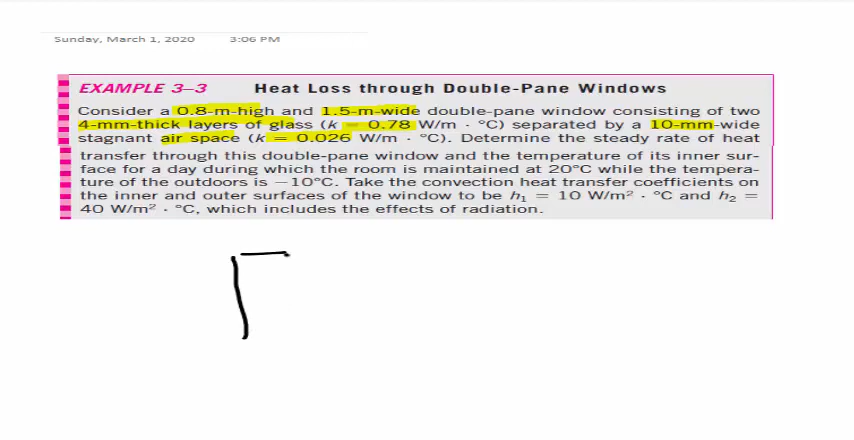 Sunday, March 1, 2020 3:06 PM
EXAMPLE 3–3 Heat Loss through Double-Pane Windows
Consider a 0.8-m-high and 1.5-m-wide double-pane window consisting of two
4-mm-thick layers of glass (k = 0.78 W/m · °C) separated by a 10-mm-wide
stagnant air space (k = 0.026 W/m · °C). Determine the steady rate of heat
transfer through this double-pane window and the temperature of its inner sur-
face for a day during which the room is maintained at 20°C while the tempera-
ture of the outdoors is −10°C. Take the convection heat transfer coefficients on
the inner and outer surfaces of the window to be h₁ = 10 W/m² · °C and h₂ =
40 W/m² · °C, which includes the effects of radiation.